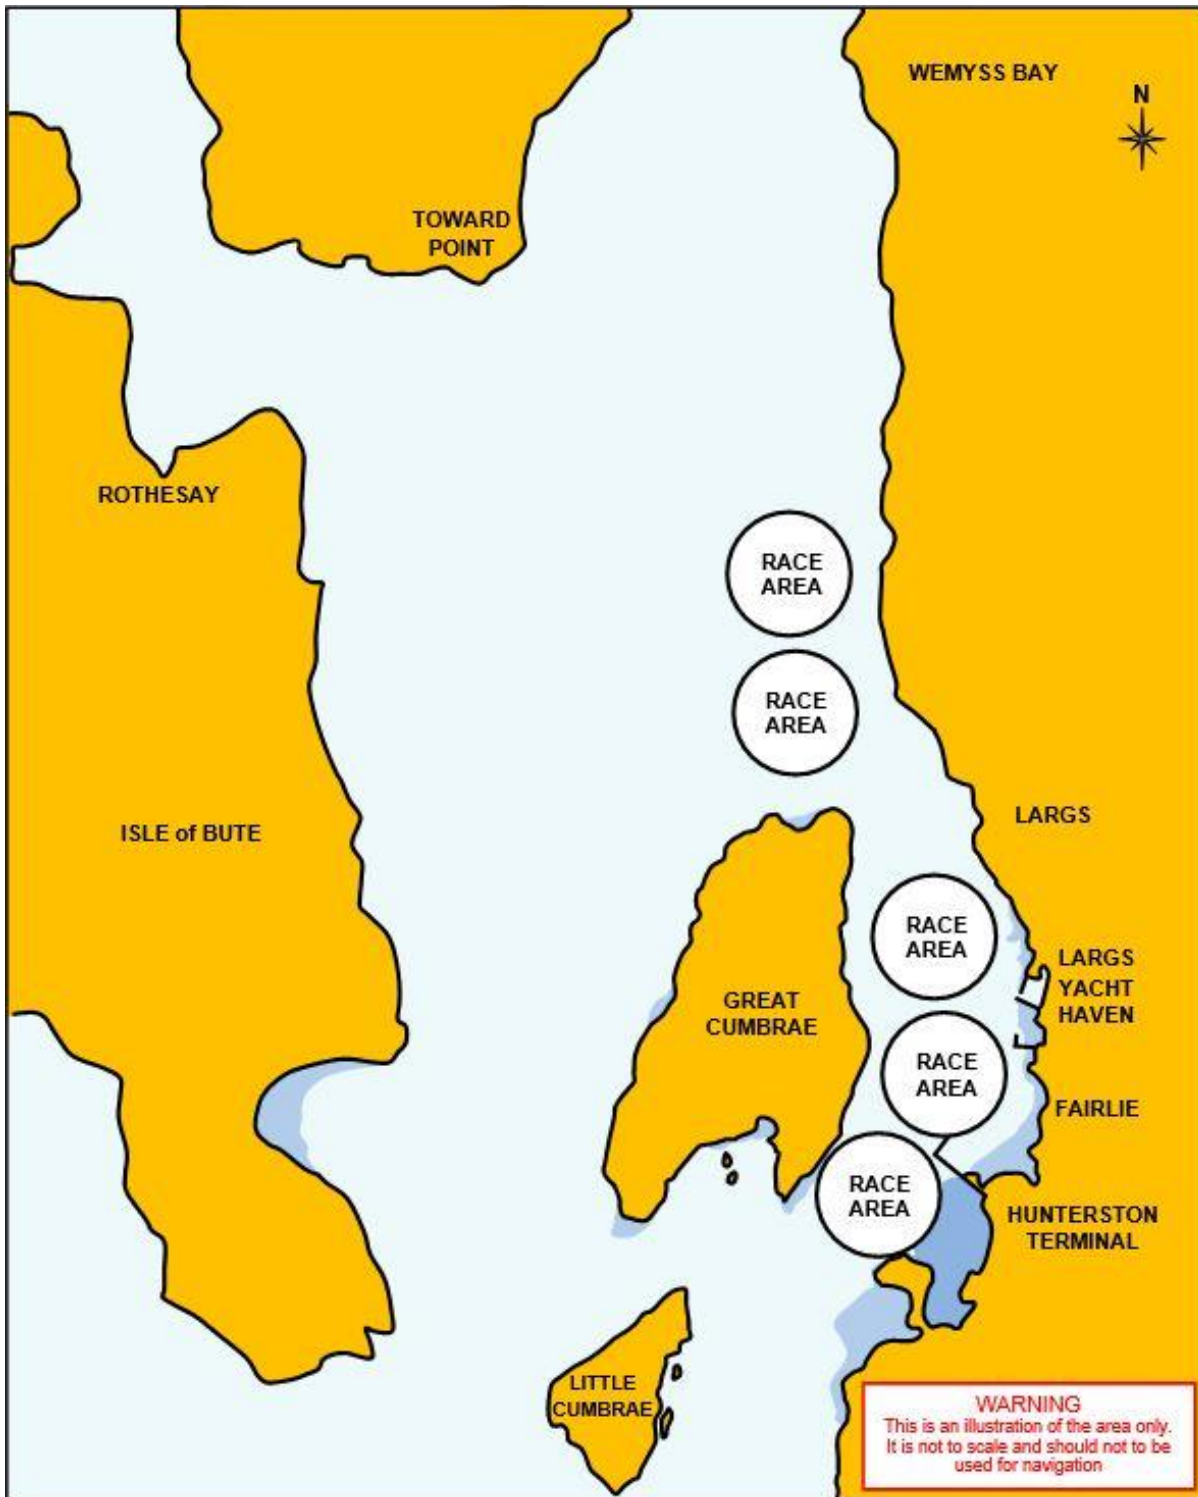 WEMYSS BAY
N
TOWARD
POINT
ROTHESAY
RACE
AREA
RACE
AREA
ISLE of BUTE
LARGS
RACE
AREA
LARGS
YACHT
HAVEN
GREAT
CUMBRAE
RACE
AREA
FAIRLIE
RACE
AREA
HUNTERSTON
TERMINAL
LITTLE
CUMBRAE
WARNING
This is an illustration of the area only.
It is not to scale and should not to be
used for navigation